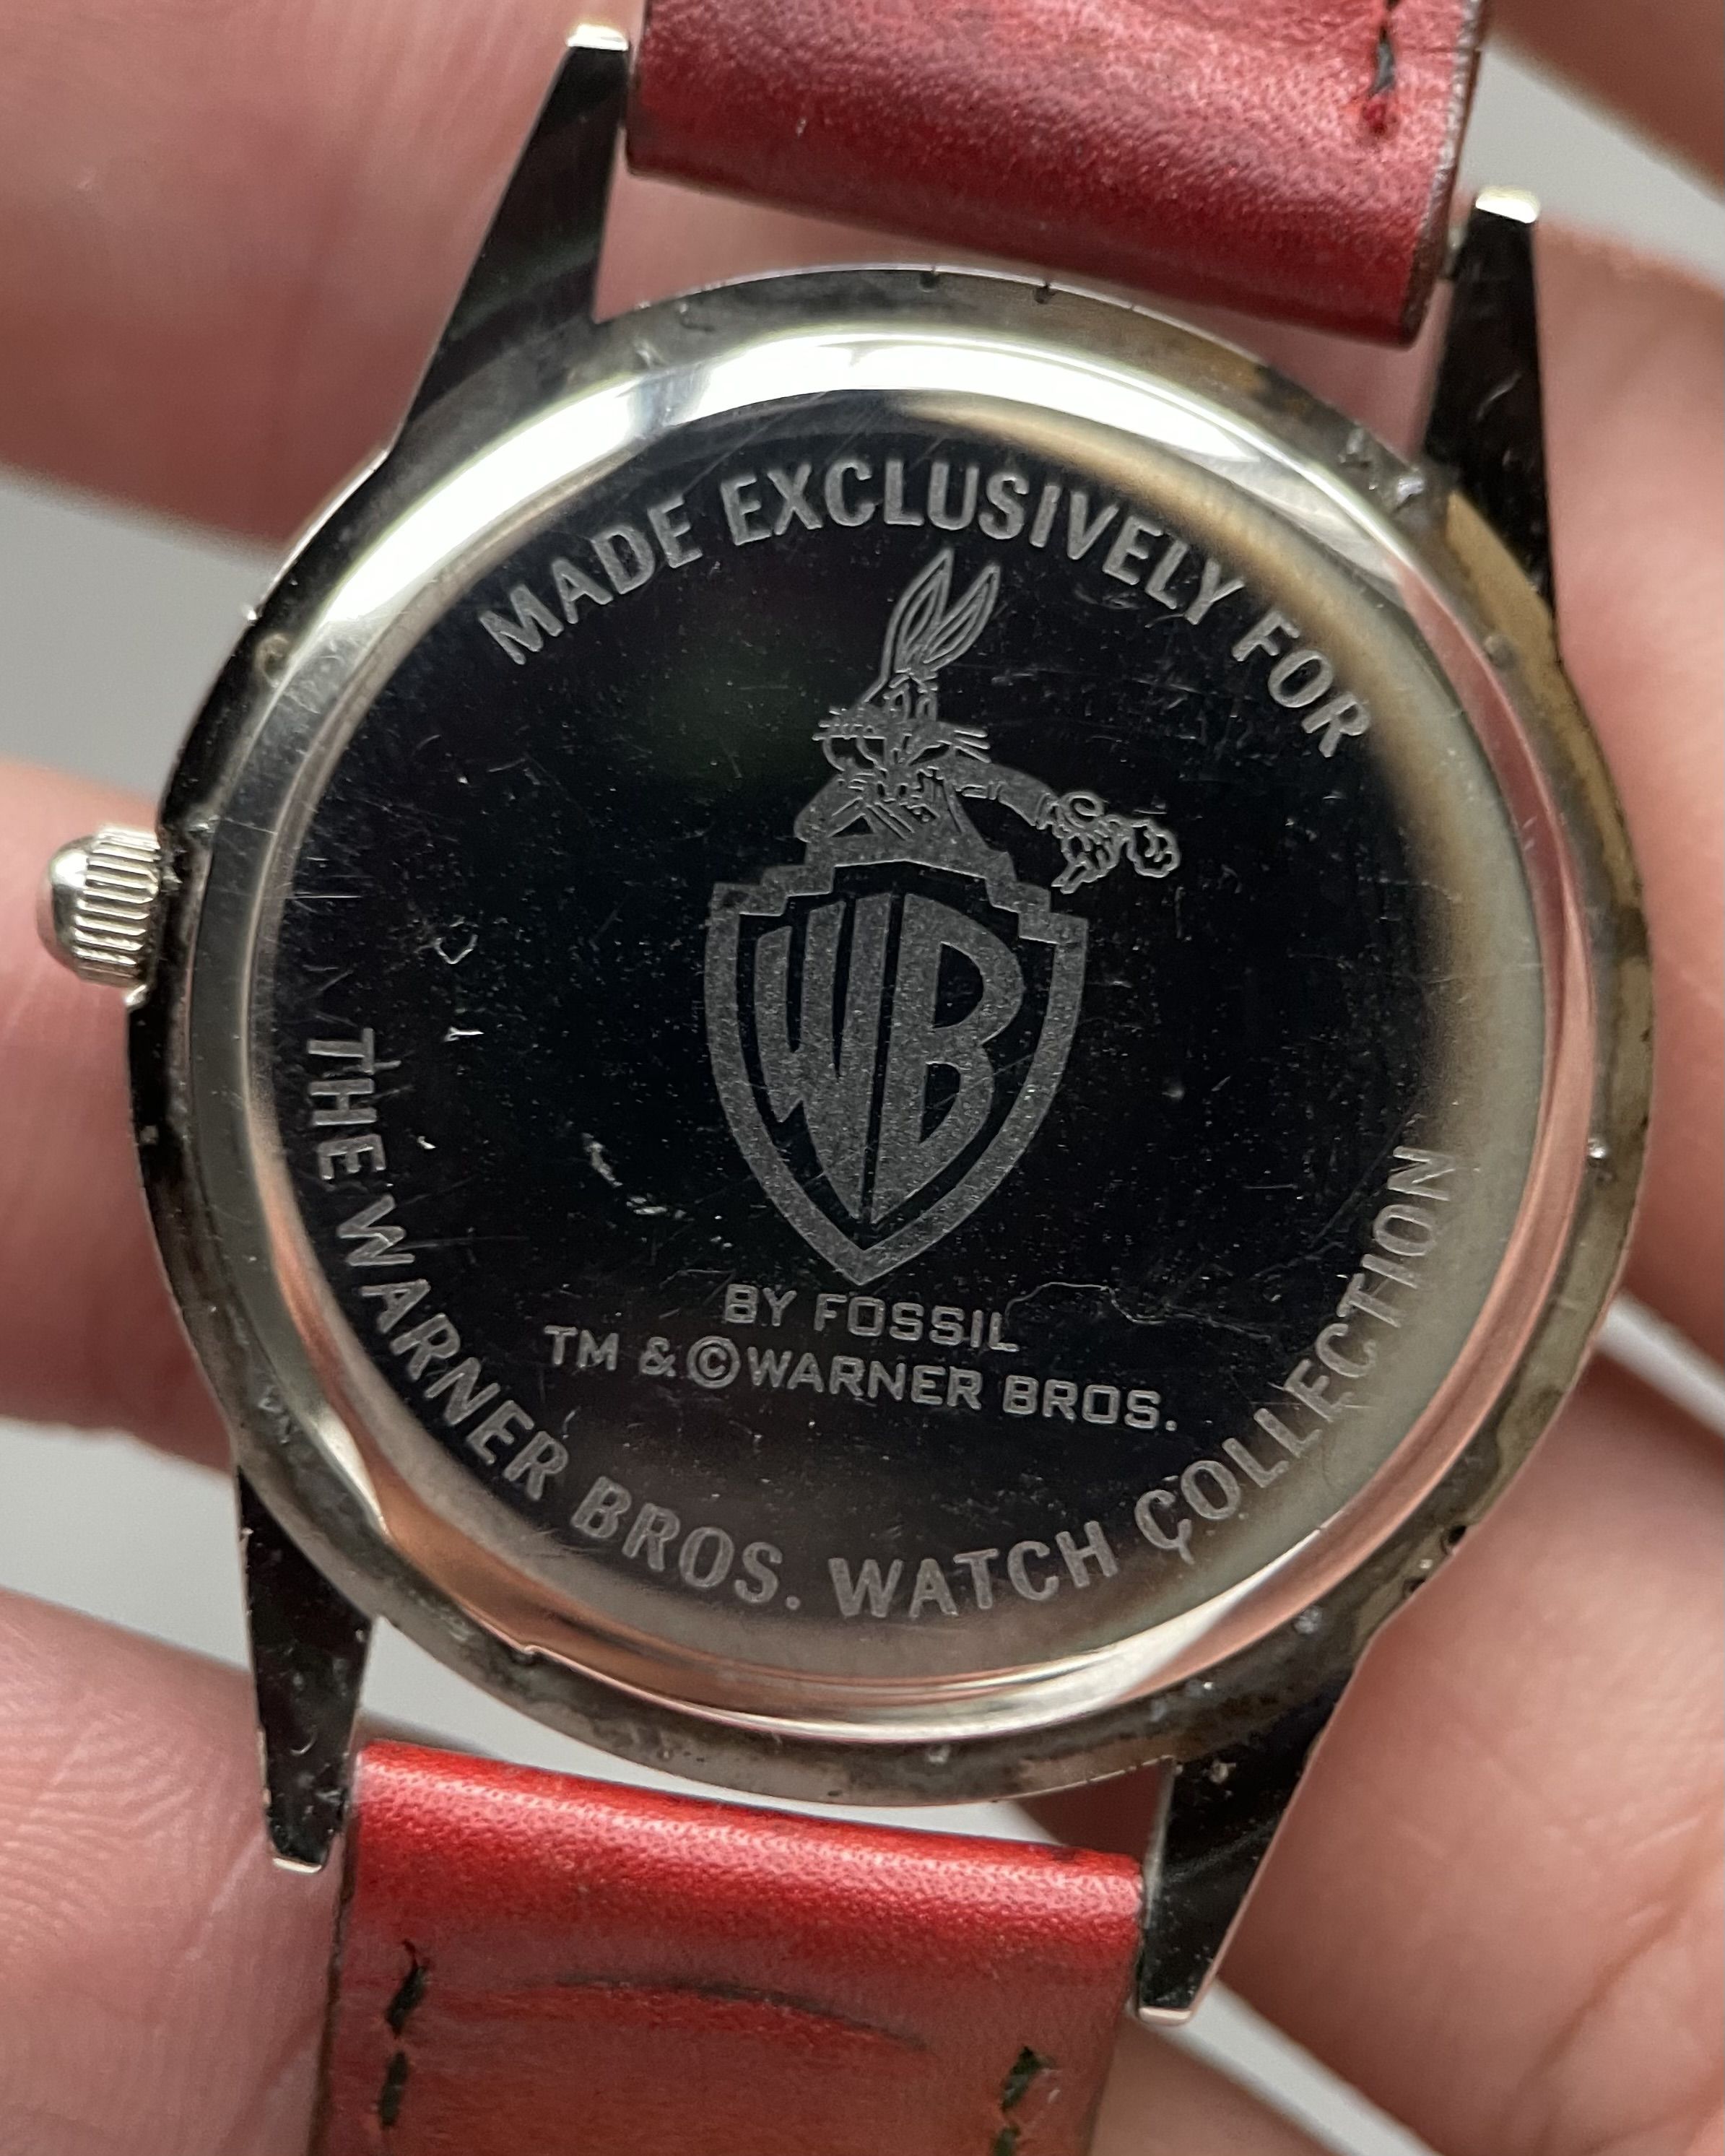 MADE EXCLUSIVELY FOR
WB
BY FOSSIL
TM & ©WARNER BROS.
THE WARNER BROS. WATCH COLLECTION